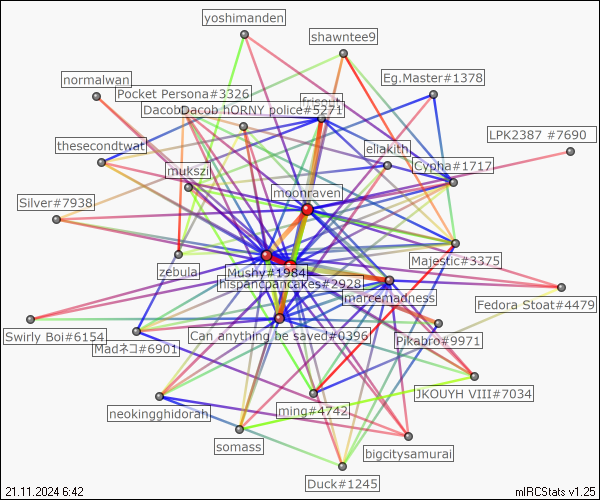 yoshimanden
shawntee9
Eg.Master#1378
normalwan
Pocket Persona#3326
DacobDacob hORNY police#5271
LPK2387 #7690
thesecondtwat
ellakith
Cypha#1717
mukszil
moonraven
Silver#7938
Majestic#3375
zebula
Mushy#1984
hispancpancakes#2928
marcemadness
Fedora Stoat#4479
Swirly Boi#6154
Madネコ#6901
Can anything be saved#0396
Pikabro#9971
JKOUYH VIII#7034
neokingghidorah
ming#4742
somass
bigcitysamurai
Duck#1245
21.11.2024 6:42
mIRCStats v1.25